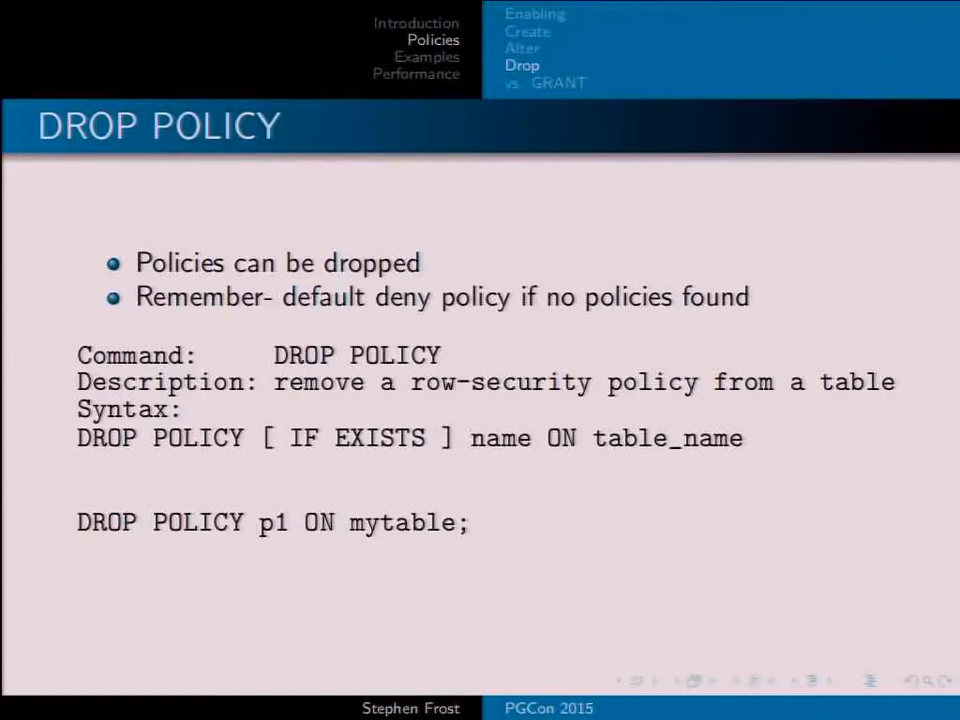 Introduction
Policies
Examples
Performance
Enabling
Create
Alter
Drop
vs. GRANT
DROP POLICY
Policies can be dropped
Remember- default deny policy if no policies found
Command: DROP POLICY
Description: remove a row-security policy from a table
Syntax:
DROP POLICY [ IF EXISTS ] name ON table_name
DROP POLICY p1 ON mytable;
Stephen Frost
PGCon 2015